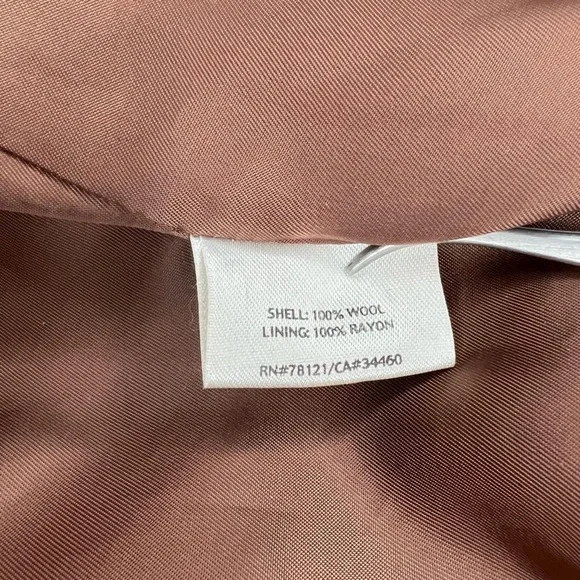 SHELL: 100% WOOL
LINING: 100% RAYON
RN#78121/CA#34460